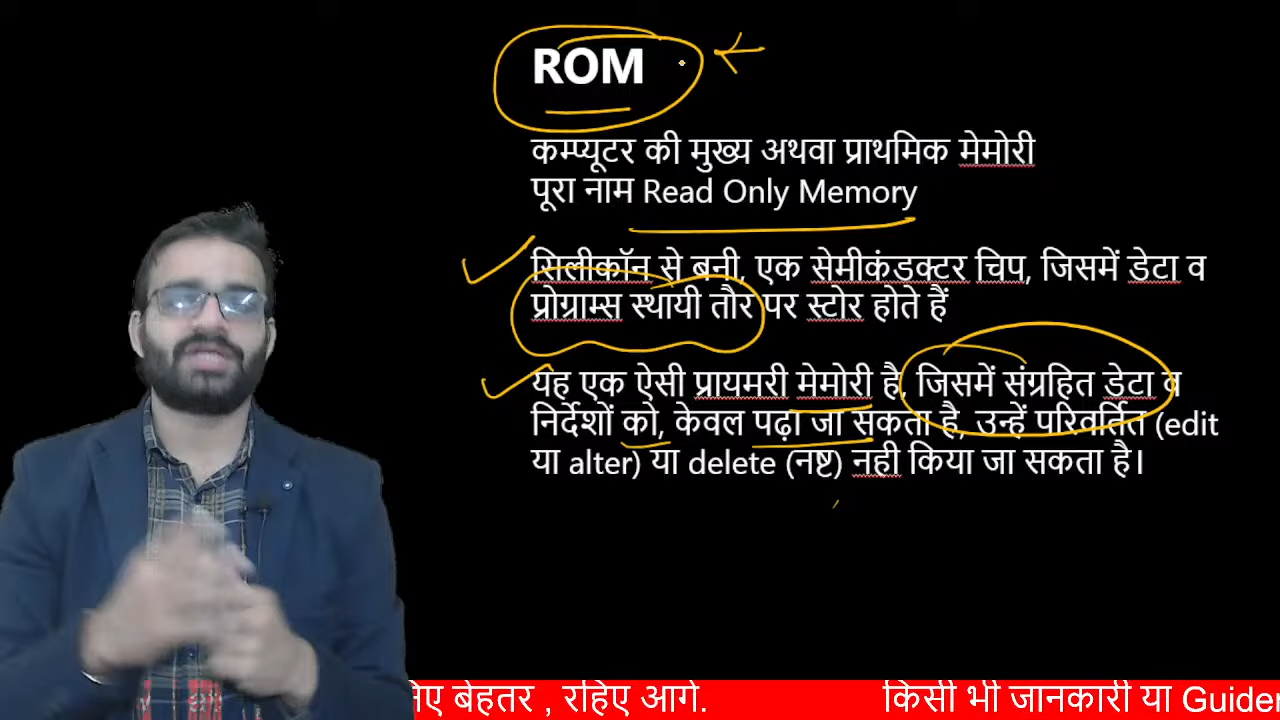 ROM
कम्प्यूटर की मुख्य अथवा प्राथमिक मेमोरी
पूरा नाम Read Only Memory
सिलीकॉन से बनी, एक सेमीकंडक्टर चिप, जिसमें डेटा व
प्रोग्राम्स स्थायी तौर पर स्टोर होते हैं
यह एक ऐसी प्रायमरी मेमोरी है, जिसमें संग्रहित डेटा व
निर्देशों को, केवल पढ़ा जा सकता है, उन्हें परिवर्तित (edit
या alter) या delete (नष्ट) नही किया जा सकता है।
बेहतर , रहिए आगे. किसी भी जानकारी या